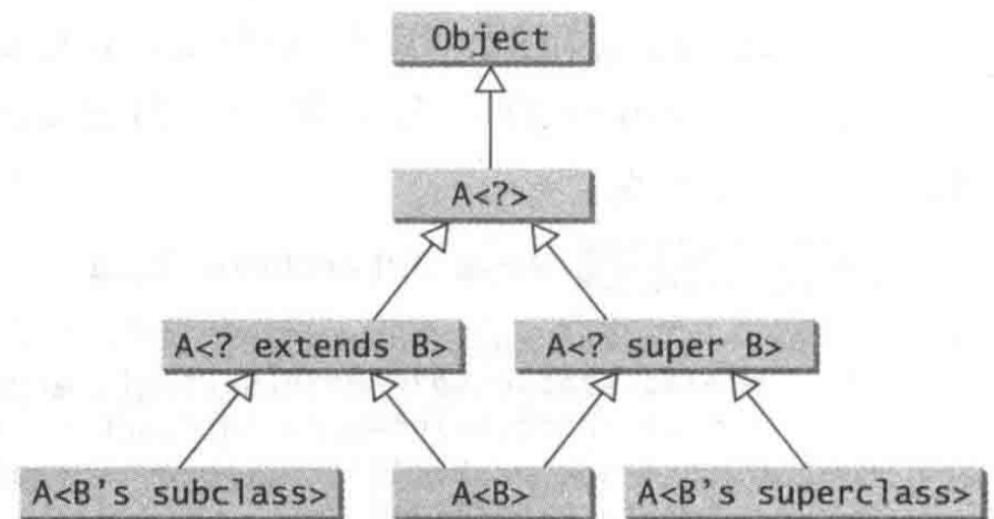 Object
A<?>
A<? extends B>
A<? super B>
A<B's subclass>
A<B>
A<B's superclass>